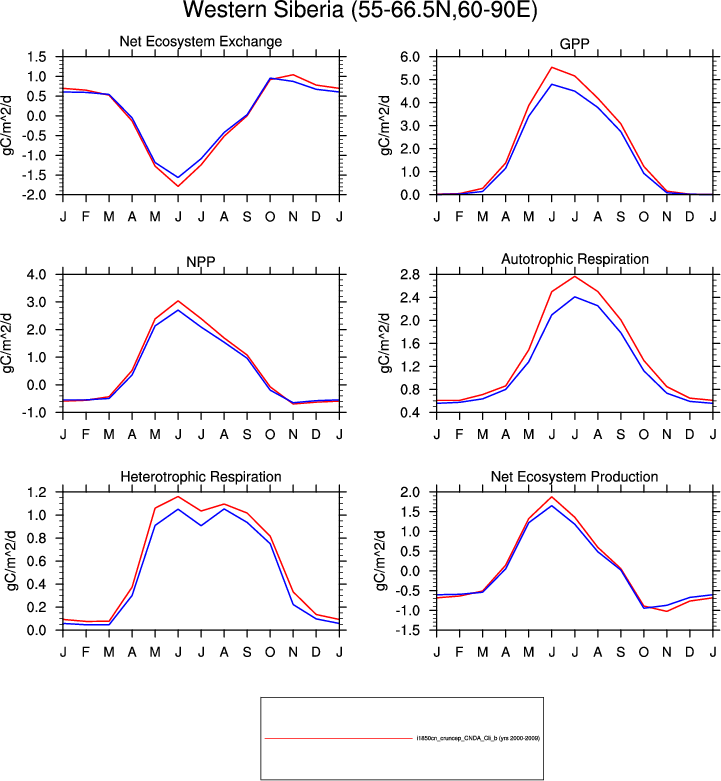 Western Siberia (55-66.5N,60-90E)
Net Ecosystem Exchange
gC/m^2/d
1.5
1.0
0.5
0.0
-0.5
-1.0
-1.5
-2.0
J F M A M J J A S O N D J
GPP
gC/m^2/d
6.0
5.0
4.0
3.0
2.0
1.0
0.0
J F M A M J J A S O N D J
NPP
gC/m^2/d
4.0
3.0
2.0
1.0
0.0
-1.0
J F M A M J J A S O N D J
Autotrophic Respiration
gC/m^2/d
2.8
2.4
2.0
1.6
1.2
0.8
0.4
J F M A M J J A S O N D J
Heterotrophic Respiration
gC/m^2/d
1.2
1.0
0.8
0.6
0.4
0.2
0.0
J F M A M J J A S O N D J
Net Ecosystem Production
gC/m^2/d
2.0
1.5
1.0
0.5
0.0
-0.5
-1.0
-1.5
J F M A M J J A S O N D J
i1850cn_cruncep_CNDA_Cli_b (yrs 2000-2009)